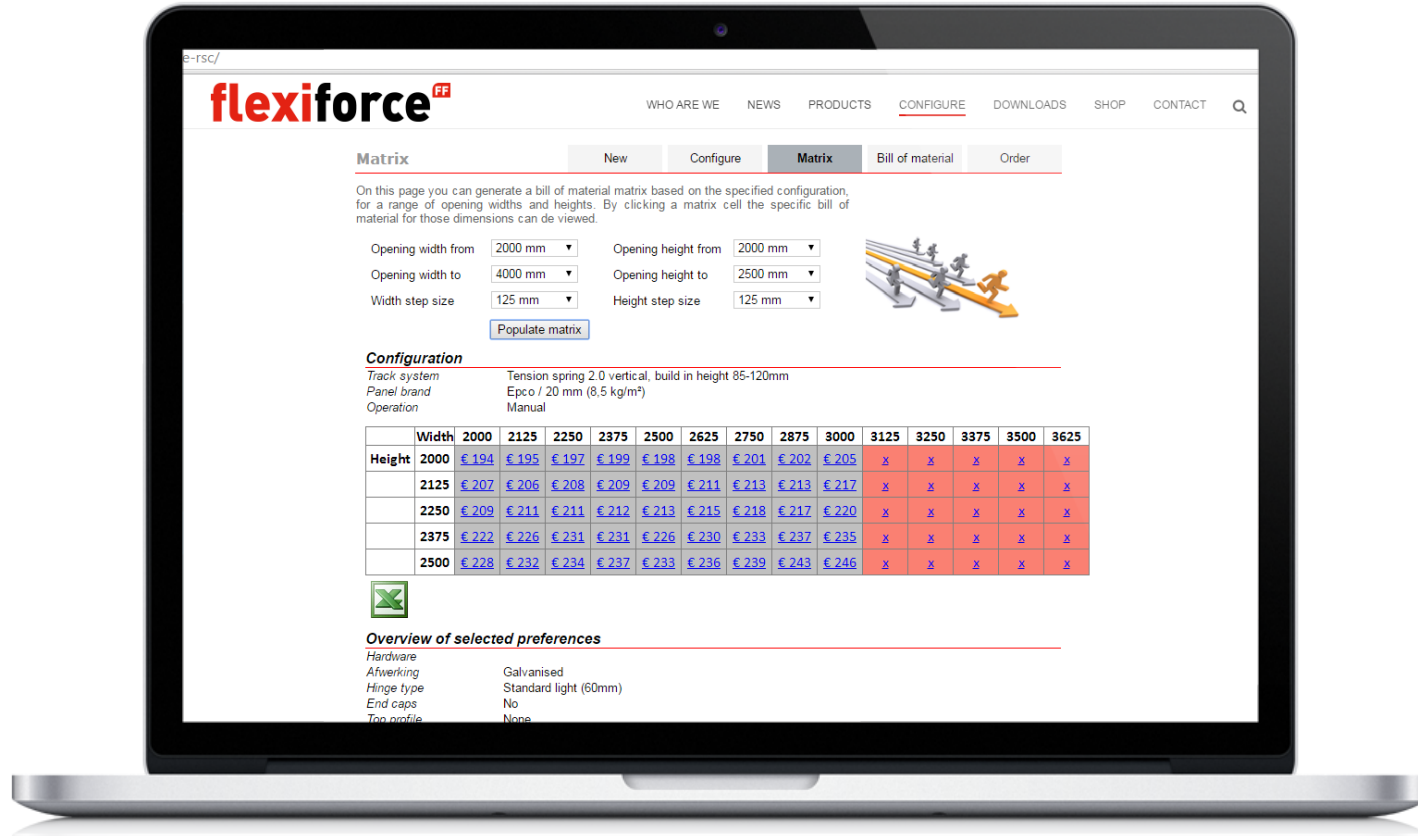 e-rsc/
flexiforce FF
WHO ARE WE NEWS PRODUCTS CONFIGURE DOWNLOADS SHOP CONTACT
Matrix New Configure Matrix Bill of material Order
On this page you can generate a bill of material matrix based on the specified configuration,
for a range of opening widths and heights. By clicking a matrix cell the specific bill of
material for those dimensions can de viewed.
Opening width from 2000 mm Opening height from 2000 mm
Opening width to 4000 mm Opening height to 2500 mm
Width step size 125 mm Height step size 125 mm
Populate matrix
Configuration
Track system Tension spring 2.0 vertical, build in height 85-120mm
Panel brand Epco / 20 mm (8,5 kg/m²)
Operation Manual
Width 2000 2125 2250 2375 2500 2625 2750 2875 3000 3125 3250 3375 3500 3625
Height 2000 € 194 € 195 € 197 € 199 € 198 € 198 € 201 € 202 € 205 x x x x x
2125 € 207 € 206 € 208 € 209 € 209 € 211 € 213 € 213 € 217 x x x x x
2250 € 209 € 211 € 211 € 212 € 213 € 215 € 218 € 217 € 220 x x x x x
2375 € 222 € 226 € 231 € 231 € 226 € 230 € 233 € 237 € 235 x x x x x
2500 € 228 € 232 € 234 € 237 € 233 € 236 € 239 € 243 € 246 x x x x x
Overview of selected preferences
Hardware
Afwerking Galvanised
Hinge type Standard light (60mm)
End caps No
Top profile None